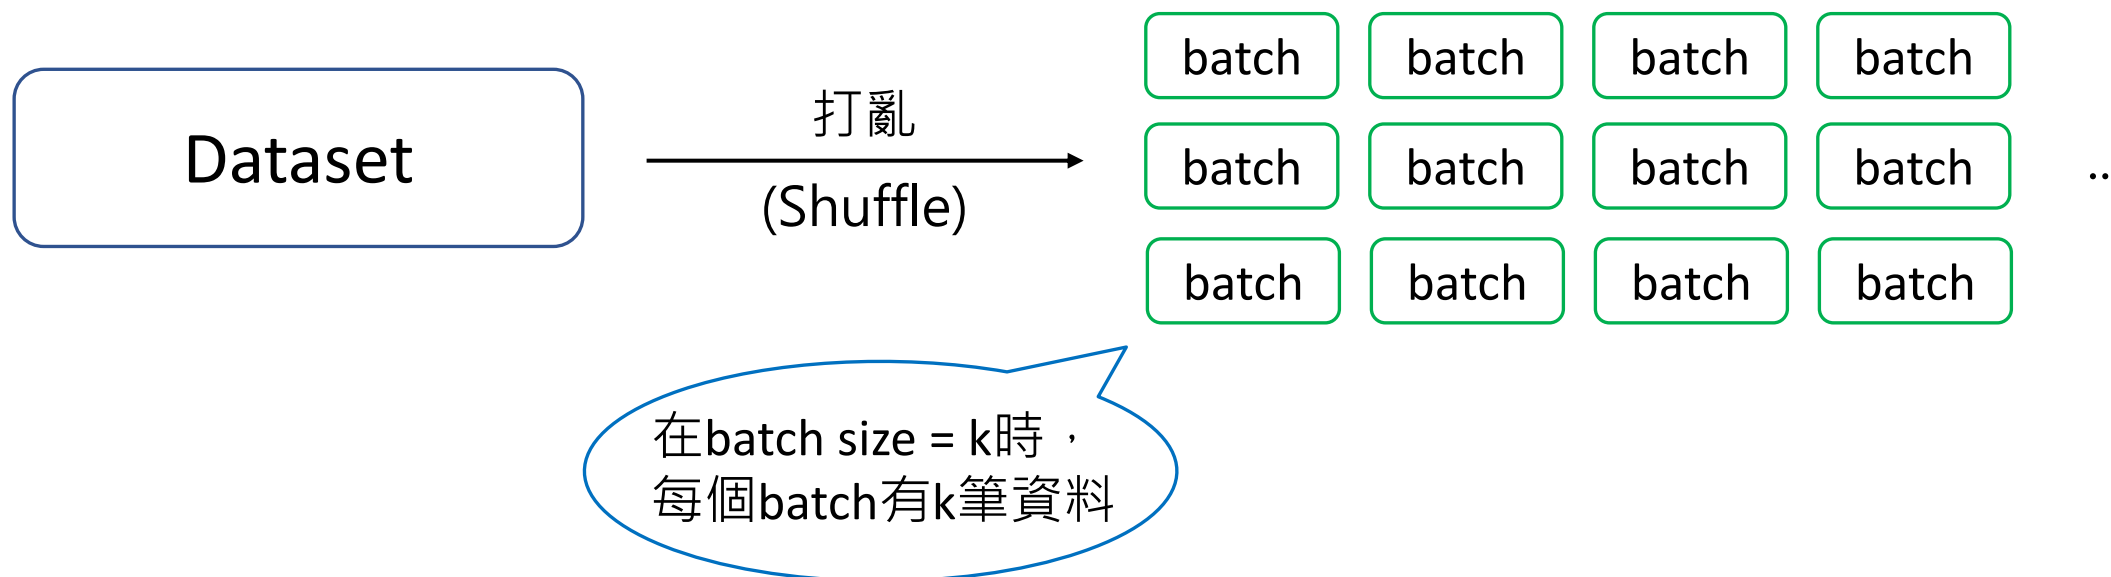 Dataset
打亂
(Shuffle)
batch batch batch batch
batch batch batch batch ..
batch batch batch batch
在batch size = k時，
每個batch有k筆資料